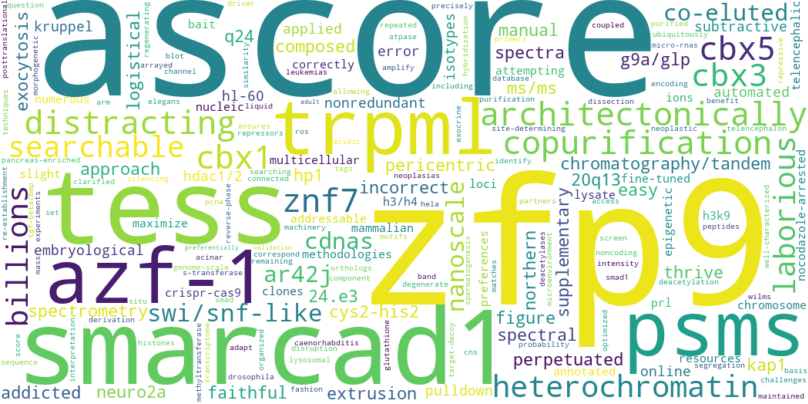 ascore
zfp9
smarcad1
tess
trpml
azf-1
psms
architectonically
copurification
heterochromatin
billions
distracting
searchable
laborious
nanoscale
cbx1
cbx3
cbx5
znf7
cdnas
co-eluted
swi/snf-like
ar42j
logistical
exocytosis
kruppel
bait
q24
applied
composed
error
correctly
isotypes
manual
spectra
subtractive
g9a/glp
telencephalic
driver
question
regenerating
morphogenetic
posttranslational
blot
arrayed
channel
similarity
leukemias
repeated
atpase
amplify
coupled
precisely
purified
ubiquitously
micro-rnas
repressive
hybridization
primers
database
encoding
including
attempting
ms/ms
automated
ions
techniques
numerous
elegans
arm
hl-60
nucleic
liquid
nonredundant
allowing
adult
multicellular
pericentric
ensures
repressors
ros
acidic
tags
exocrine
site-determining
purification
dissection
neoplastic
telencephalon
benefit
chromatography/tandem
identify
pancreas-enriched
slight
approach
hdac1/2
hp1
clarified
silencing
searching
connected
pcna
incorrect
h3/h4
hela
loci
20q13
fine-tuned
easy
lysate
addressable
neoplasias
re-establishment
set
maximize
mammalian
methodologies
correspond
remaining
validation
preferentially
machinery
embryological
crispr-cas9
clones
24.e3
cys2-his2
preferences
orthologs
component
northern
supplementary
partners
access
screen
noncoding
deacetylases
microenvironment
smad1
intensity
epigenetic
h3k9
peptides
deacetylation
well-characterized
nocodazole-arrested
thrive
prl
wilms
chromosome
kap1
figure
spectral
resources
online
annotated
segregation
basis
challenges
maintained
perpetuated
probability
optimized
motifs
matches
degenerate
band
spermatogenesis
spectrometry
derivation
situ
acinar
genome-scale
s-transferase
smad
reverse-phase
experiments
mass
score
sequence
interpretation
histones
methyltransferase
adapt
drosophila
caenorhabditis
disruption
lysosomal
organized
target-decoy
cns
glutathione
addicted
neuro2a
faithful
extrusion
fashion
pulldown